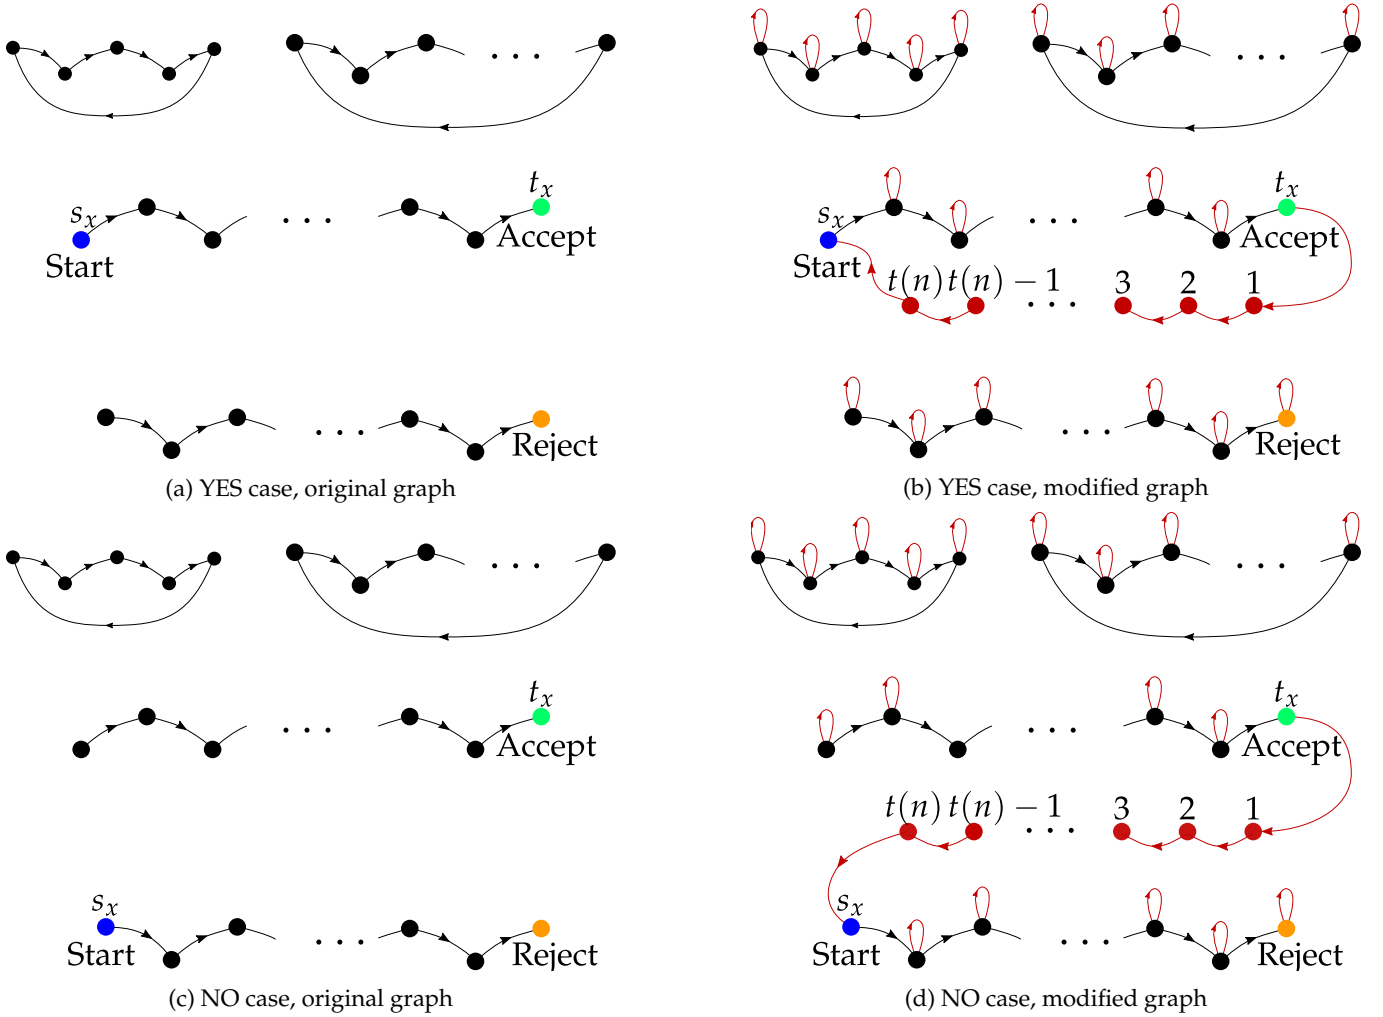 s_x
Start
. . .
t_x
Accept
. . .
Reject
(a) YES case, original graph
. . .
s_x
Start
. . .
t_x
Accept
t(n) t(n) − 1 . . . 3 2 1
. . .
Reject
(b) YES case, modified graph
. . .
. . .
t_x
Accept
s_x
Start
. . .
Reject
(c) NO case, original graph
. . .
. . .
t_x
Accept
t(n) t(n) − 1 . . . 3 2 1
s_x
Start
. . .
Reject
(d) NO case, modified graph